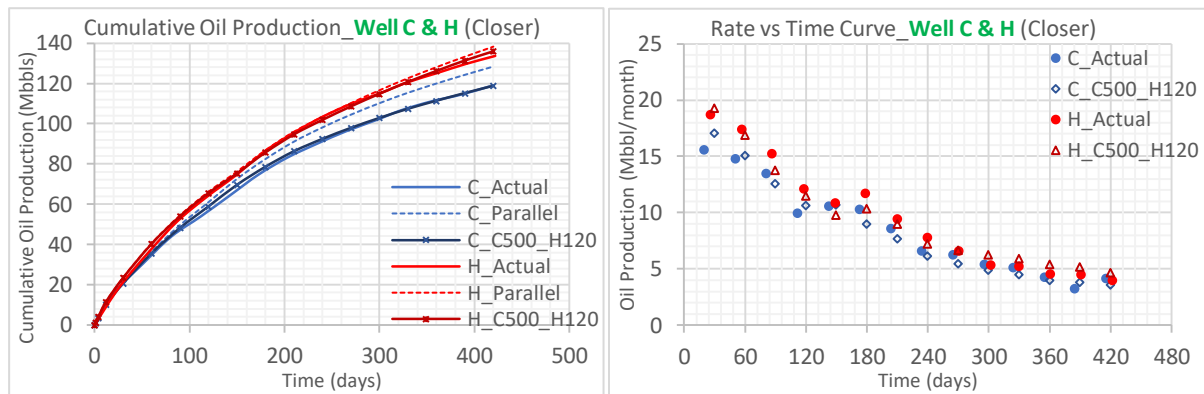 Cumulative Oil Production_Well C & H (Closer)
Cumulative Oil Production (Mbbls)
140
120
100
80
60
40
20
0
0 100 200 300 400 500
Time (days)
C_Actual
C_Parallel
C_C500_H120
H_Actual
H_Parallel
H_C500_H120
Rate vs Time Curve_Well C & H (Closer)
Oil Production (Mbbl/month)
25
20
15
10
5
0
0 60 120 180 240 300 360 420 480
Time (days)
C_Actual
C_C500_H120
H_Actual
H_C500_H120